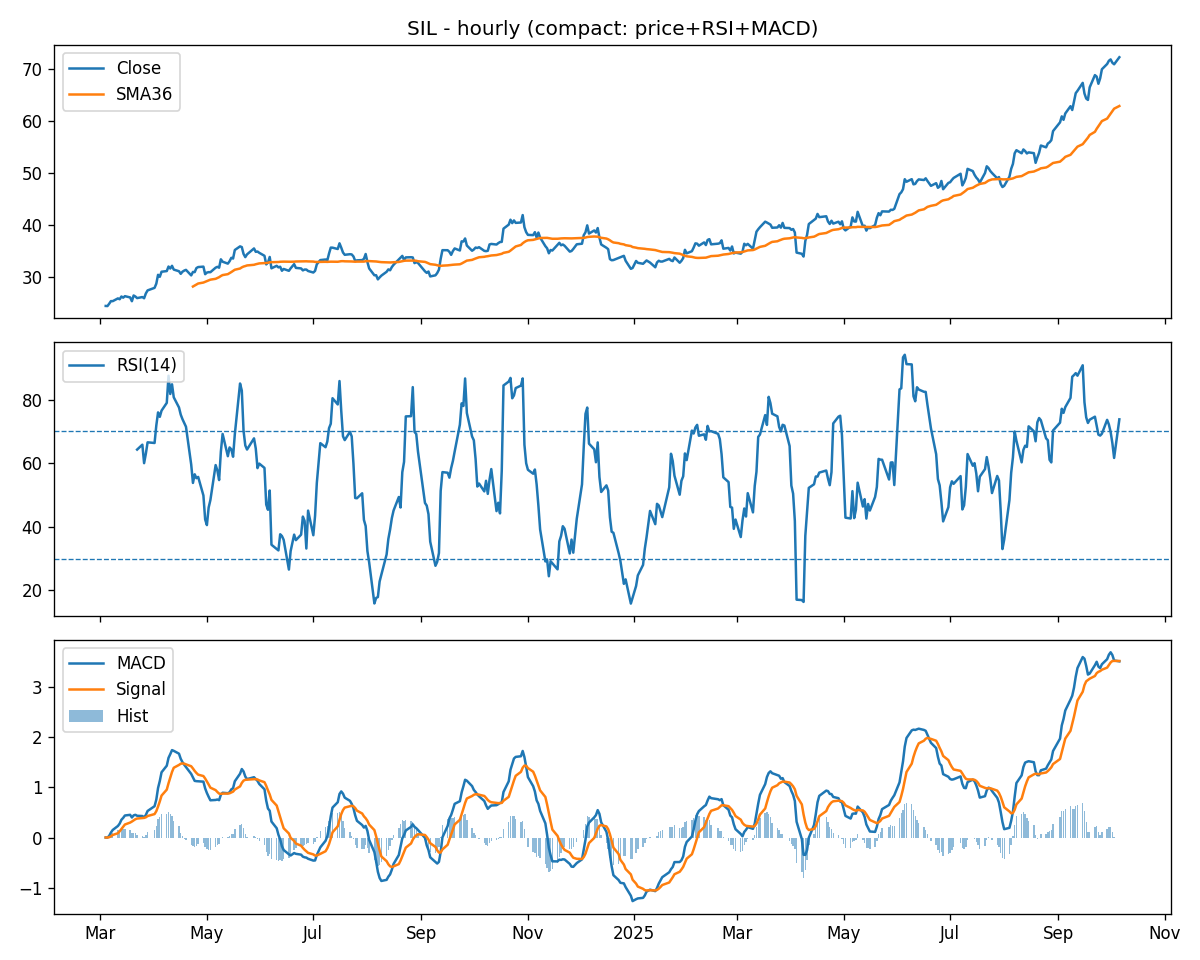 SIL - hourly (compact: price+RSI+MACD)
Close
SMA36
70
60
50
40
30
RSI(14)
80
60
40
20
MACD
Signal
Hist
3
2
1
0
−1
Mar
May
Jul
Sep
Nov
2025
Mar
May
Jul
Sep
Nov